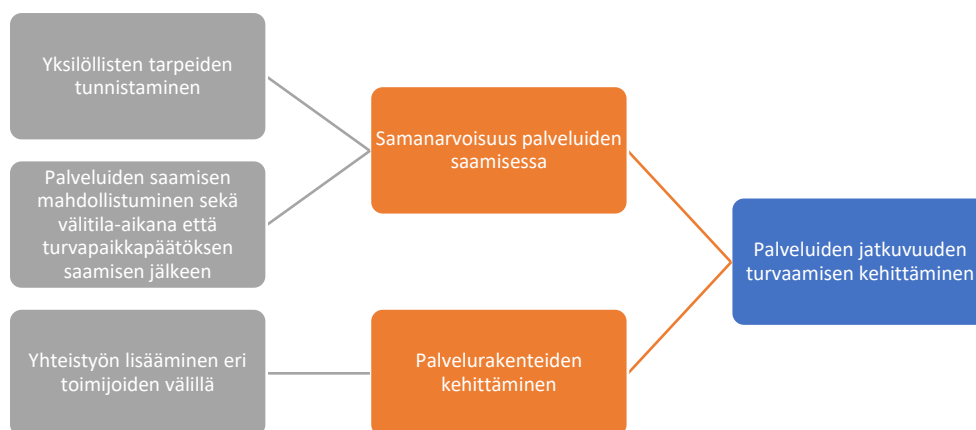 Yksilöllisten tarpeiden
tunnistaminen
Palveluiden saamisen
mahdollistuminen sekä
välitila-aikana että
turvapaikkapäätöksen
saamisen jälkeen
Yhteistyön lisääminen eri
toimijoiden välillä
Samanarvoisuus palveluiden
saamisessa
Palvelurakenteiden
kehittäminen
Palveluiden jatkuvuuden
turvaamisen kehittäminen